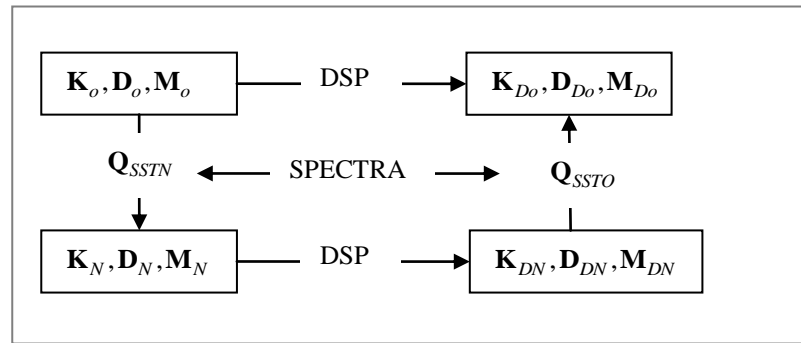 K_o, D_o, M_o DSP K_Do, D_Do, M_Do
Q_SSTN SPECTRA Q_SSTO
K_N, D_N, M_N DSP K_DN, D_DN, M_DN